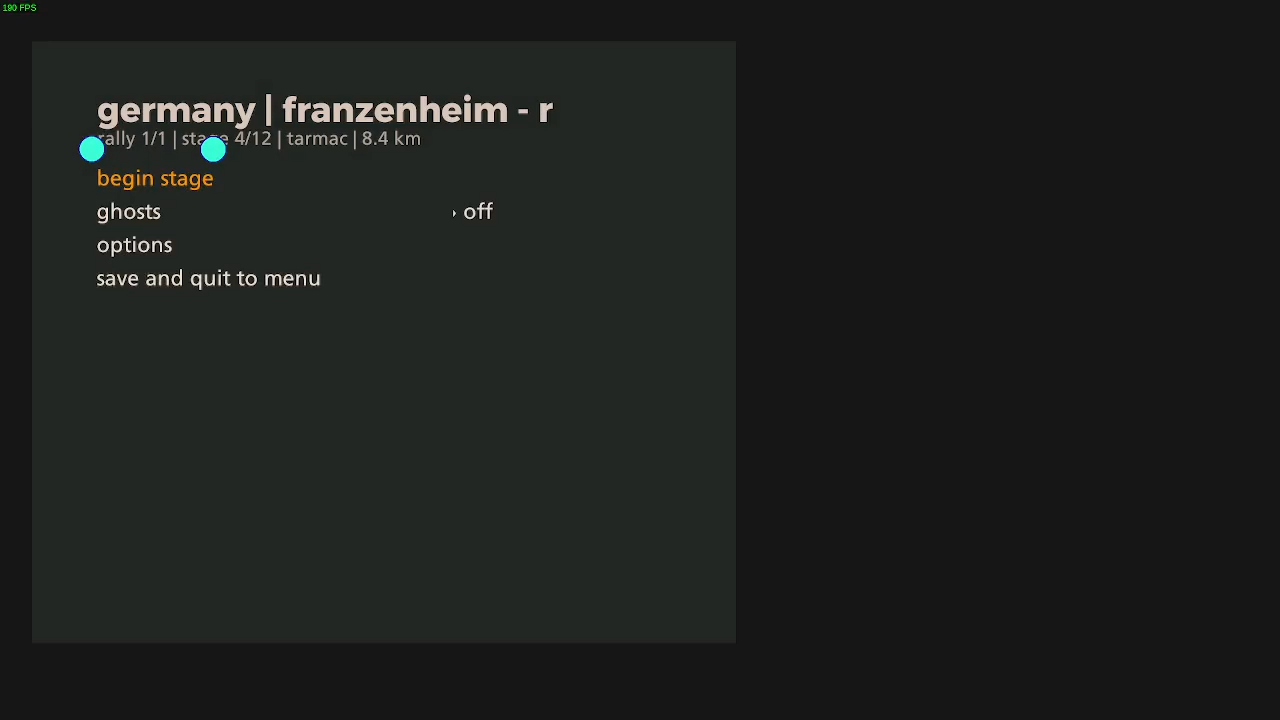 190 FPS
germany | franzenheim - r
rally 1/1 | stage 4/12 | tarmac | 8.4 km
begin stage
ghosts › off
options
save and quit to menu